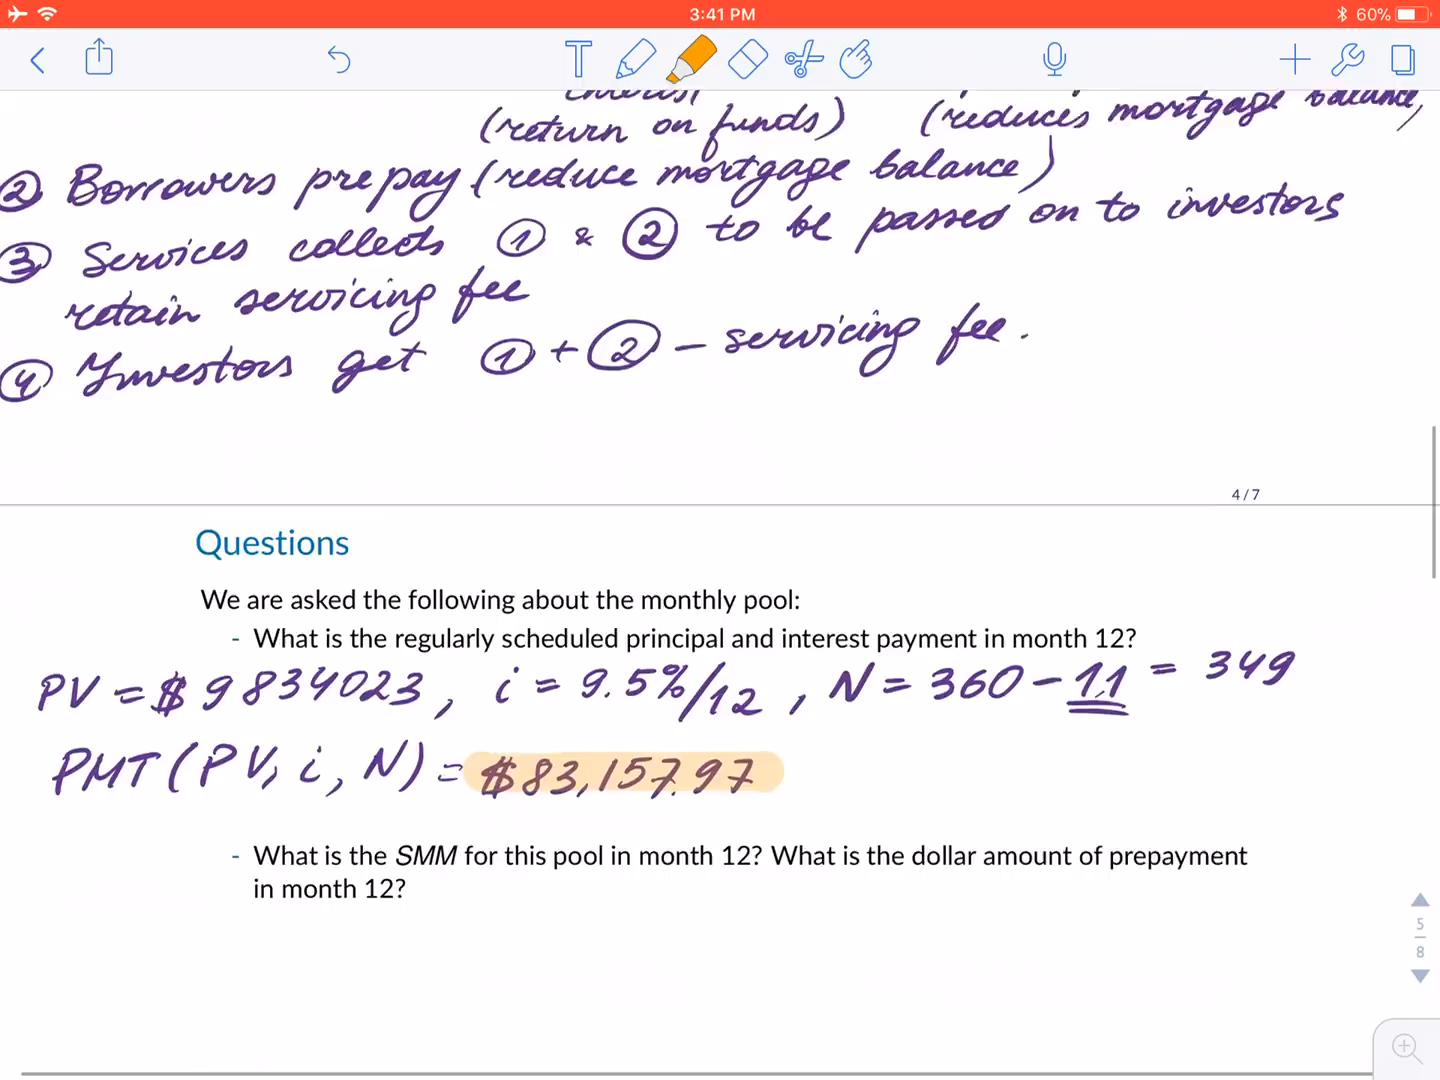 3:41 PM
60%
(return on funds) (reduces mortgage balance,
② Borrowers prepay (reduce mortgage balance)
③ Services collects ① & ② to be passed on to investors
retain servicing fee
④ Investors get ① + ② – servicing fee.
4 / 7
Questions
We are asked the following about the monthly pool:
- What is the regularly scheduled principal and interest payment in month 12?
PV = $ 9834023, i = 9.5%/12, N = 360 – 11 = 349
PMT (PV, i, N) = $83,157.97
- What is the SMM for this pool in month 12? What is the dollar amount of prepayment
in month 12?
5
8